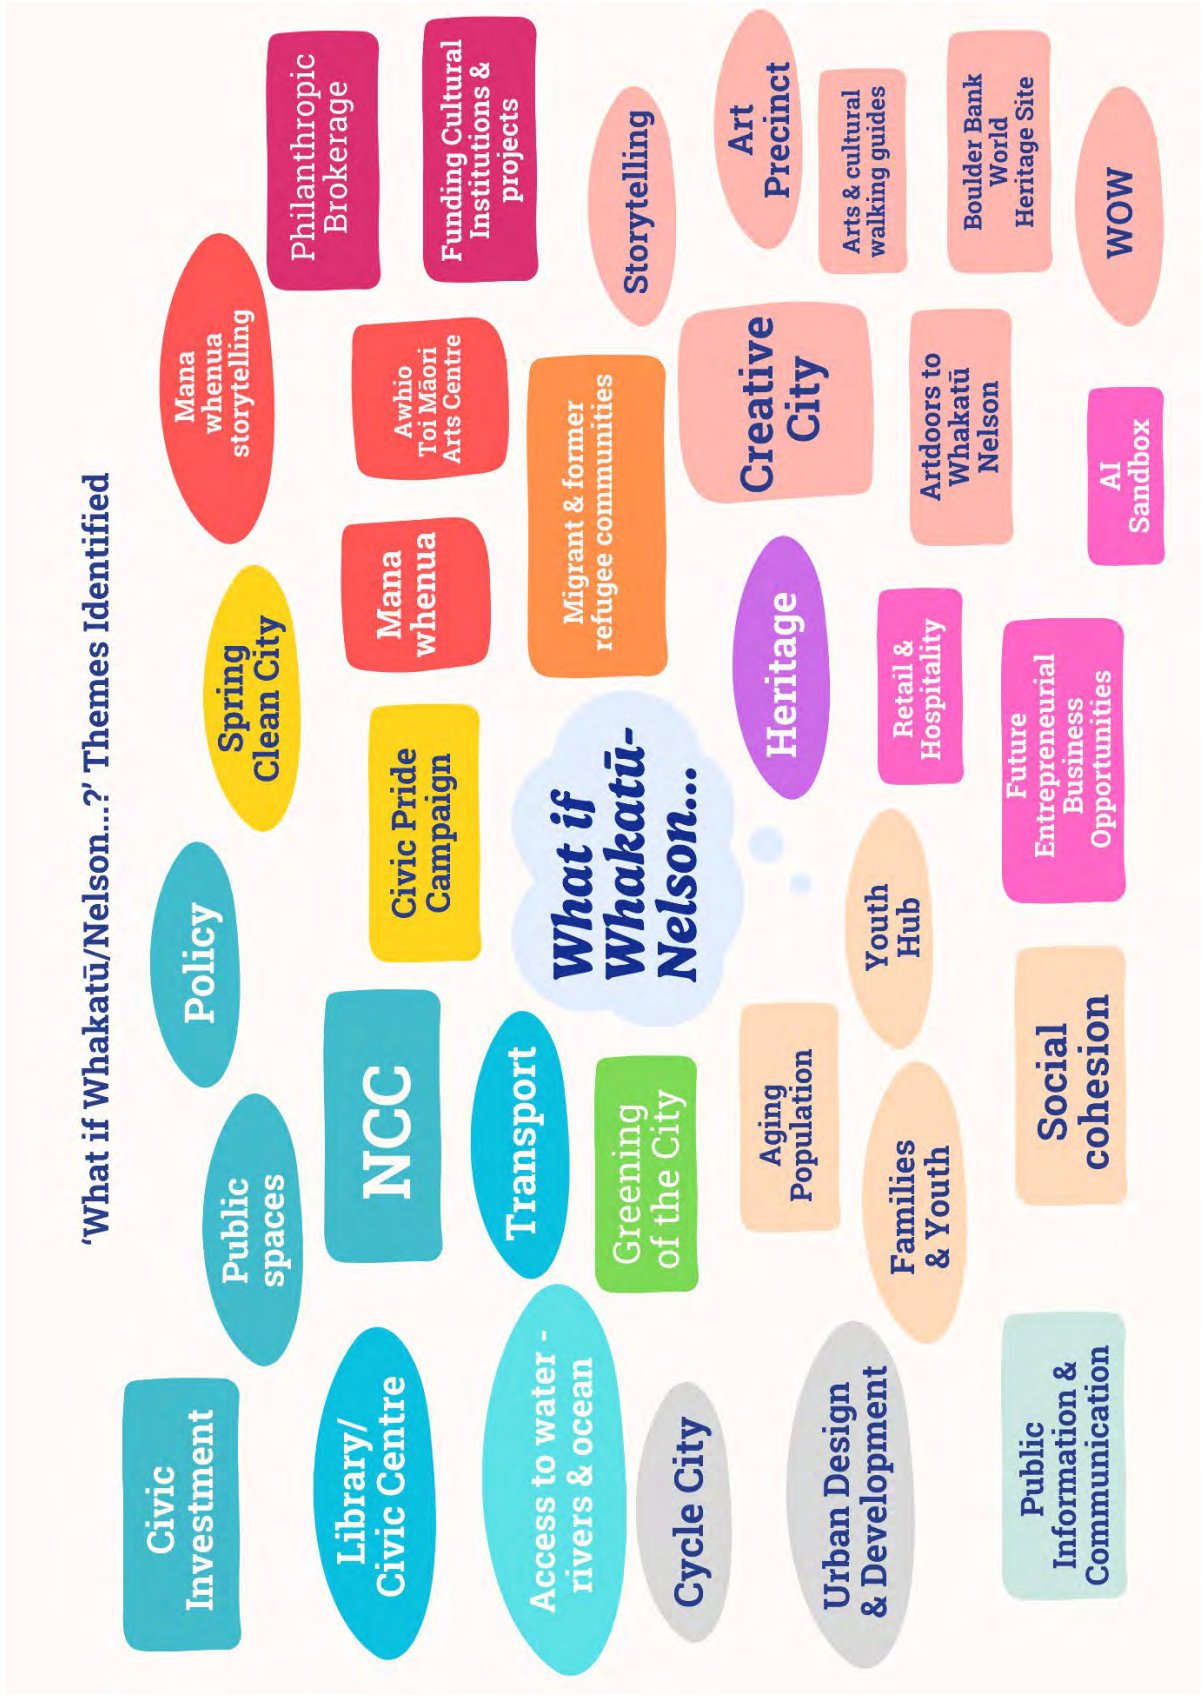 ‘What if Whakatū/Nelson...?’ Themes Identified
Civic
Investment
Public
spaces
Policy
Spring
Clean City
Mana
whenua
storytelling
Philanthropic
Brokerage
Library/
Civic Centre
NCC
Civic Pride
Campaign
Mana
whenua
Awhio
Toi Māori
Arts Centre
Funding Cultural
Institutions &
projects
Access to water -
rivers & ocean
Transport
Greening
of the City
What if
Whakatū-
Nelson...
Migrant & former
refugee communities
Storytelling
Cycle City
Aging
Population
Heritage
Creative
City
Art
Precinct
Urban Design
& Development
Families
& Youth
Youth
Hub
Retail &
Hospitality
Artdoors to
Whakatū
Nelson
Arts & cultural
walking guides
Boulder Bank
World
Heritage Site
Public
Information &
Communication
Social
cohesion
Future
Entrepreneurial
Business
Opportunities
AI
Sandbox
WOW